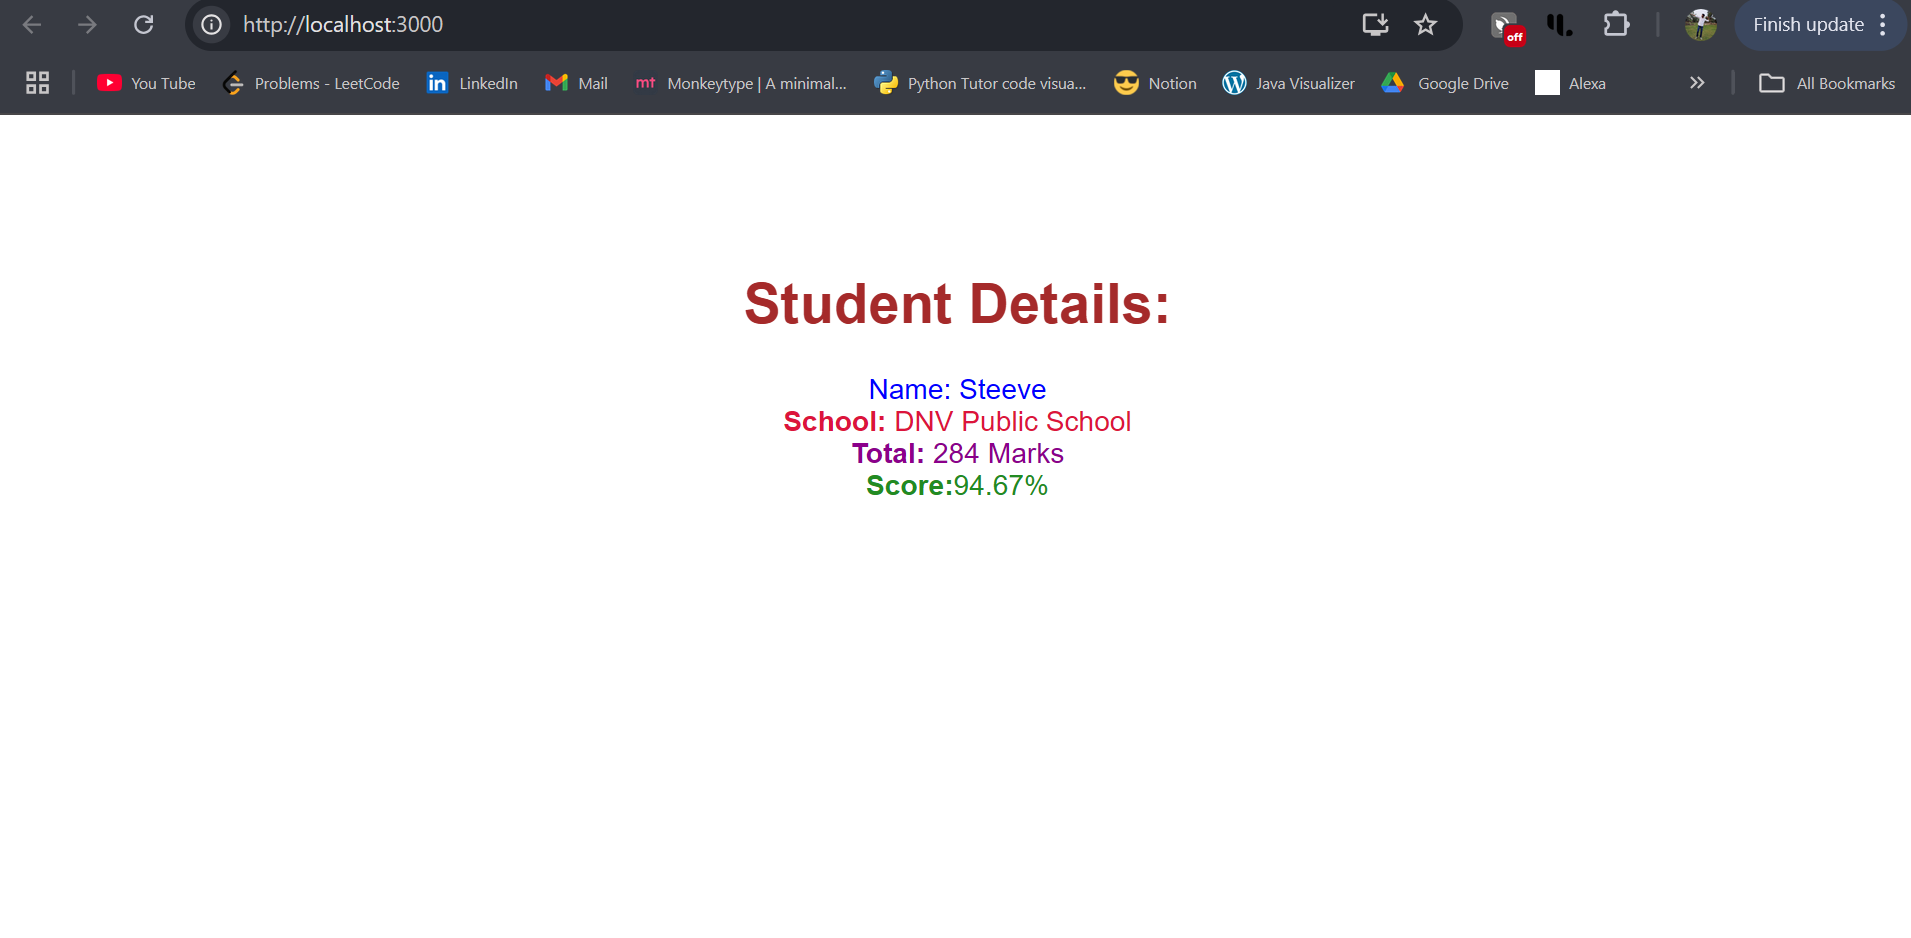 http://localhost:3000
off
Finish update
You Tube
Problems - LeetCode
in
LinkedIn
Mail
mt
Monkeytype | A minimal...
Python Tutor code visua...
Notion
Java Visualizer
Google Drive
Alexa
All Bookmarks
Student Details:
Name: Steeve
School: DNV Public School
Total: 284 Marks
Score:94.67%